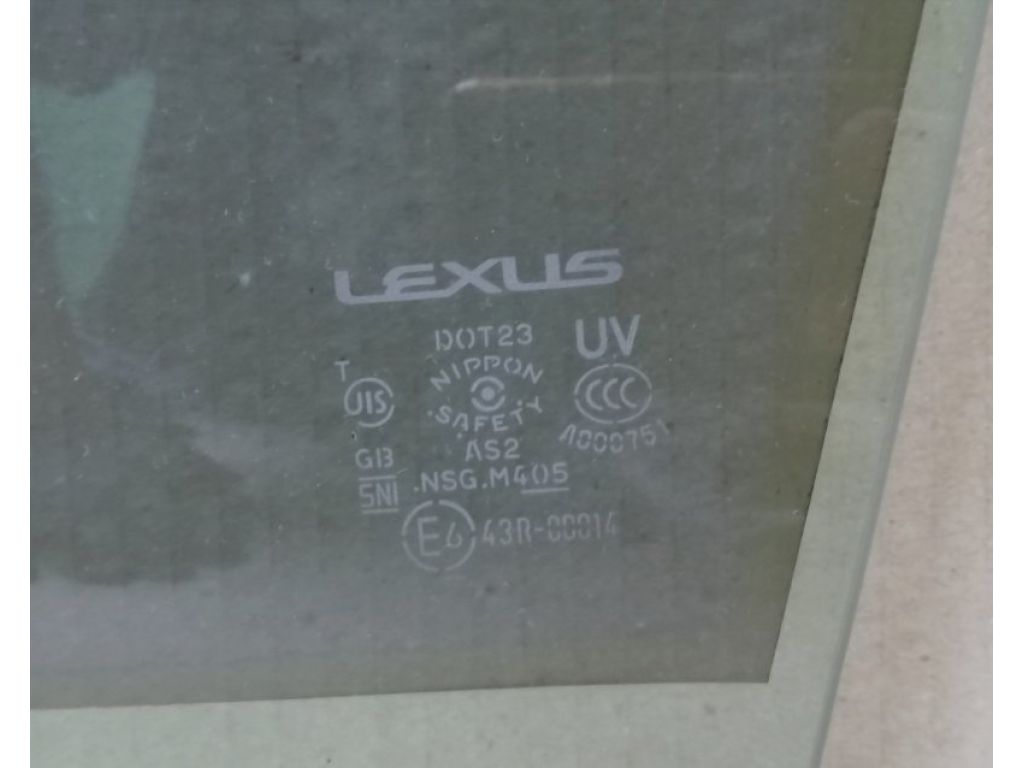 LEXUS
DOT23
UV
NIPPON
SAFETY
T
JIS
CCC
A000751
AS2
GB
SNI
.NSG.M405
E4
43R-00014